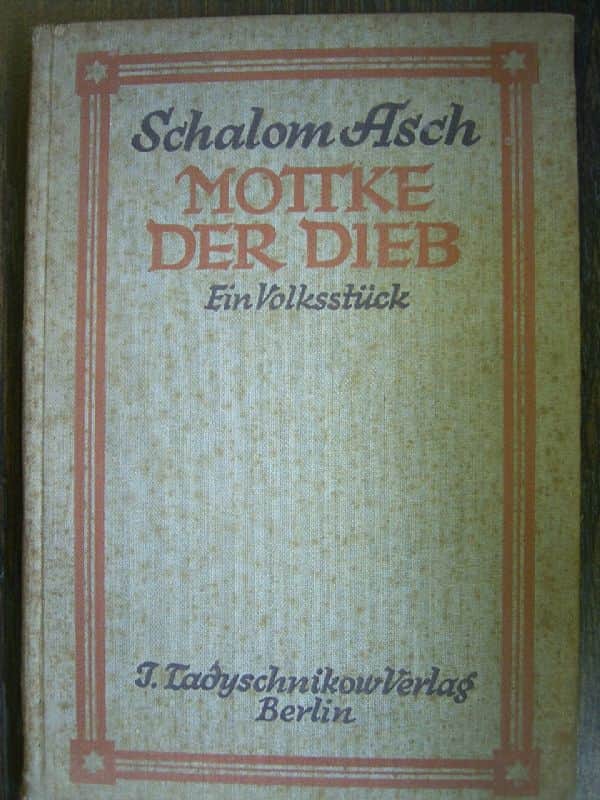 Schalom Asch
MOTTKE
DER DIEB
Ein Volksstück
J. Ladyschnikow Verlag
Berlin